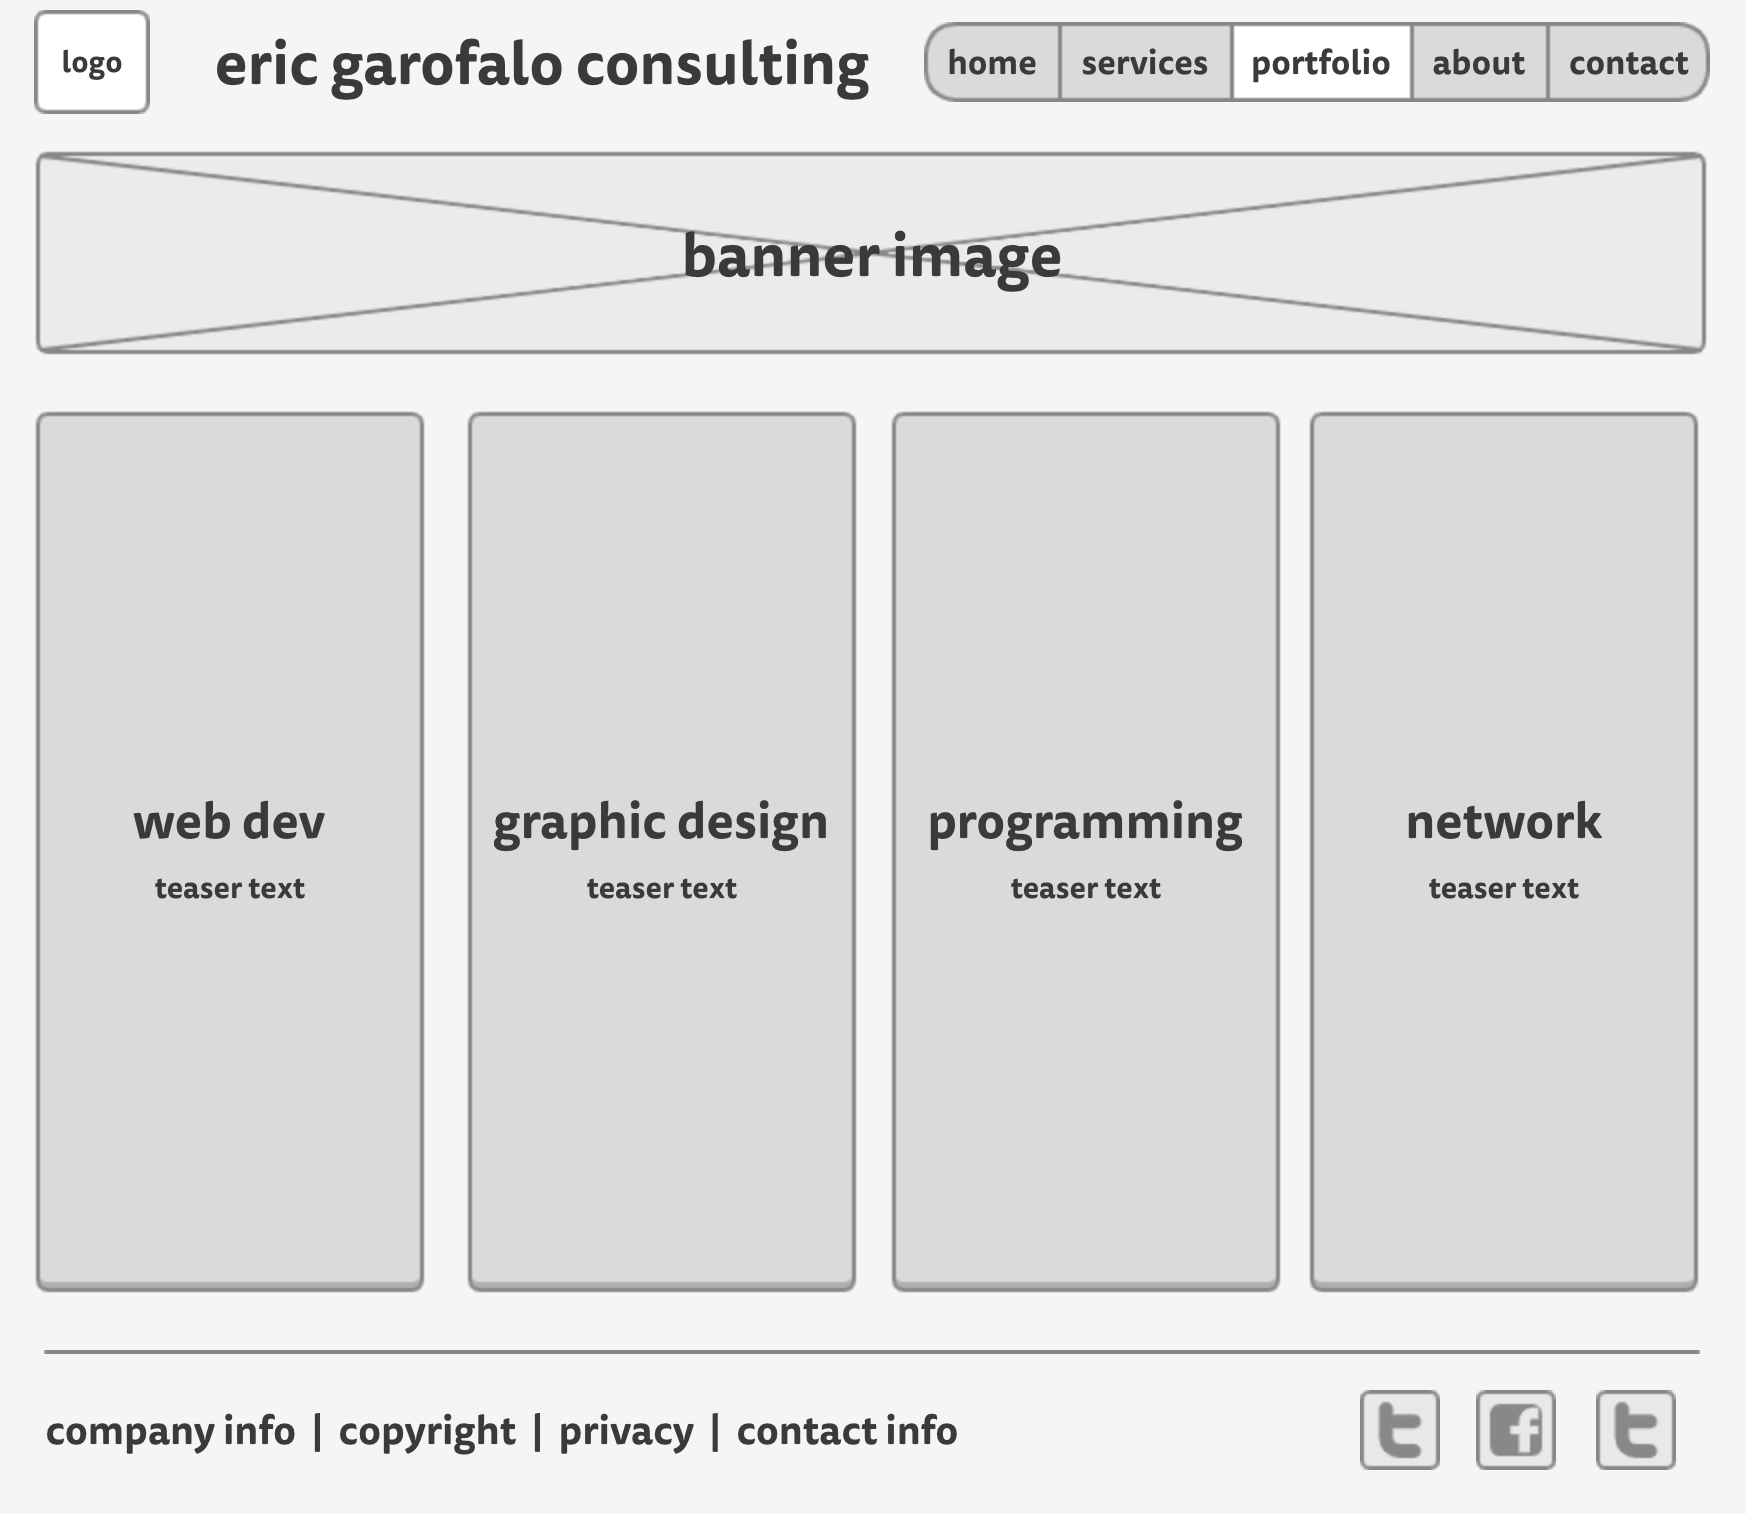 logo
eric garofalo consulting
home services portfolio about contact
banner image
web dev
teaser text
graphic design
teaser text
programming
teaser text
network
teaser text
company info | copyright | privacy | contact info